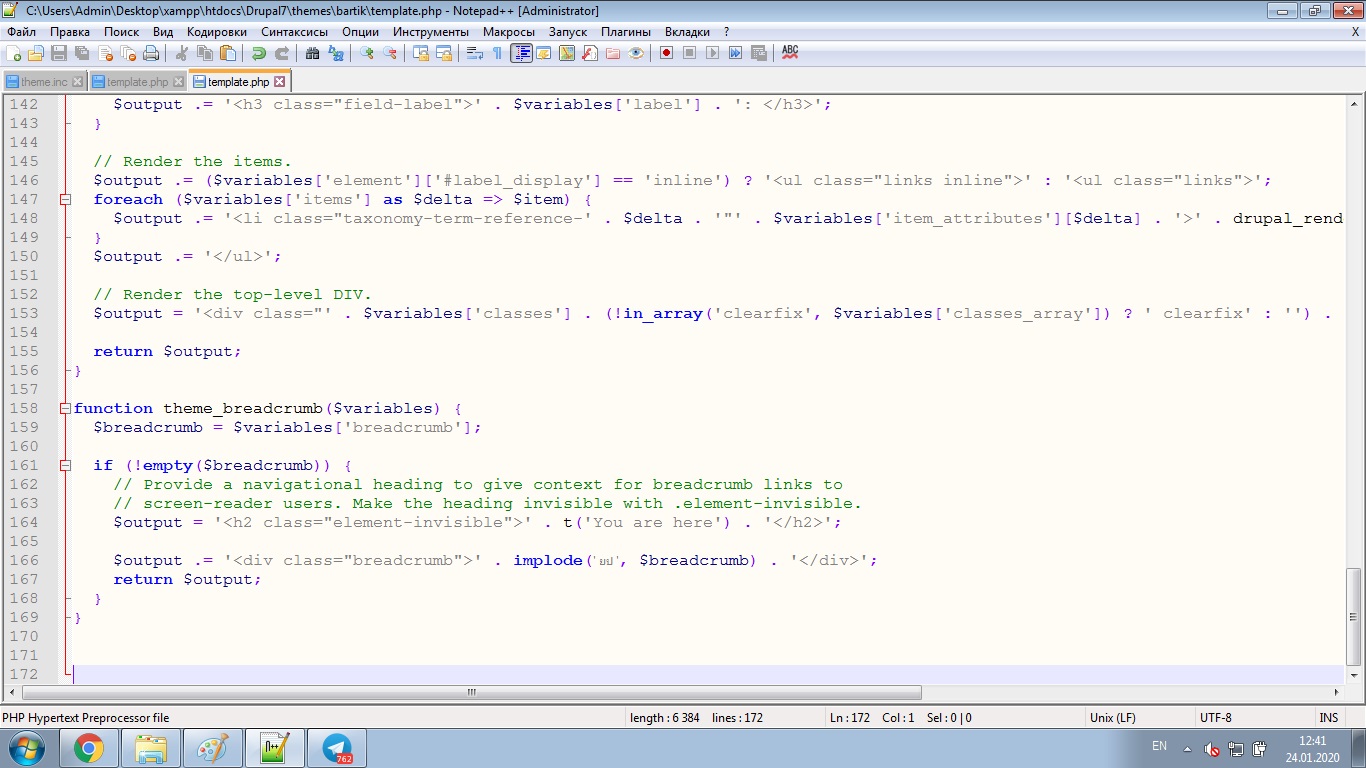 C:\Users\Admin\Desktop\xampp\htdocs\Drupal7\themes\bartik\template.php - Notepad++ [Administrator]
Файл Правка Поиск Вид Кодировки Синтаксисы Опции Инструменты Макросы Запуск Плагины Вкладки ? X
theme.inc template.php template.php
142 $output .= '<h3 class="field-label">' . $variables['label'] . ': </h3>';
143 }
144
145 // Render the items.
146 $output .= ($variables['element']['#label_display'] == 'inline') ? '<ul class="links inline">' : '<ul class="links">';
147 foreach ($variables['items'] as $delta => $item) {
148 $output .= '<li class="taxonomy-term-reference-' . $delta . '"' . $variables['item_attributes'][$delta] . '>' . drupal_rend
149 }
150 $output .= '</ul>';
151
152 // Render the top-level DIV.
153 $output = '<div class="' . $variables['classes'] . (!in_array('clearfix', $variables['classes_array']) ? ' clearfix' : '') .
154
155 return $output;
156 }
157
158 function theme_breadcrumb($variables) {
159 $breadcrumb = $variables['breadcrumb'];
160
161 if (!empty($breadcrumb)) {
162 // Provide a navigational heading to give context for breadcrumb links to
163 // screen-reader users. Make the heading invisible with .element-invisible.
164 $output = '<h2 class="element-invisible">' . t('You are here') . '</h2>';
165
166 $output .= '<div class="breadcrumb">' . implode(' ', $breadcrumb) . '</div>';
167 return $output;
168 }
169 }
170
171
172
PHP Hypertext Preprocessor file length : 6 384 lines : 172 Ln : 172 Col : 1 Sel : 0 | 0 Unix (LF) UTF-8 INS
762 EN 12:41
24.01.2020